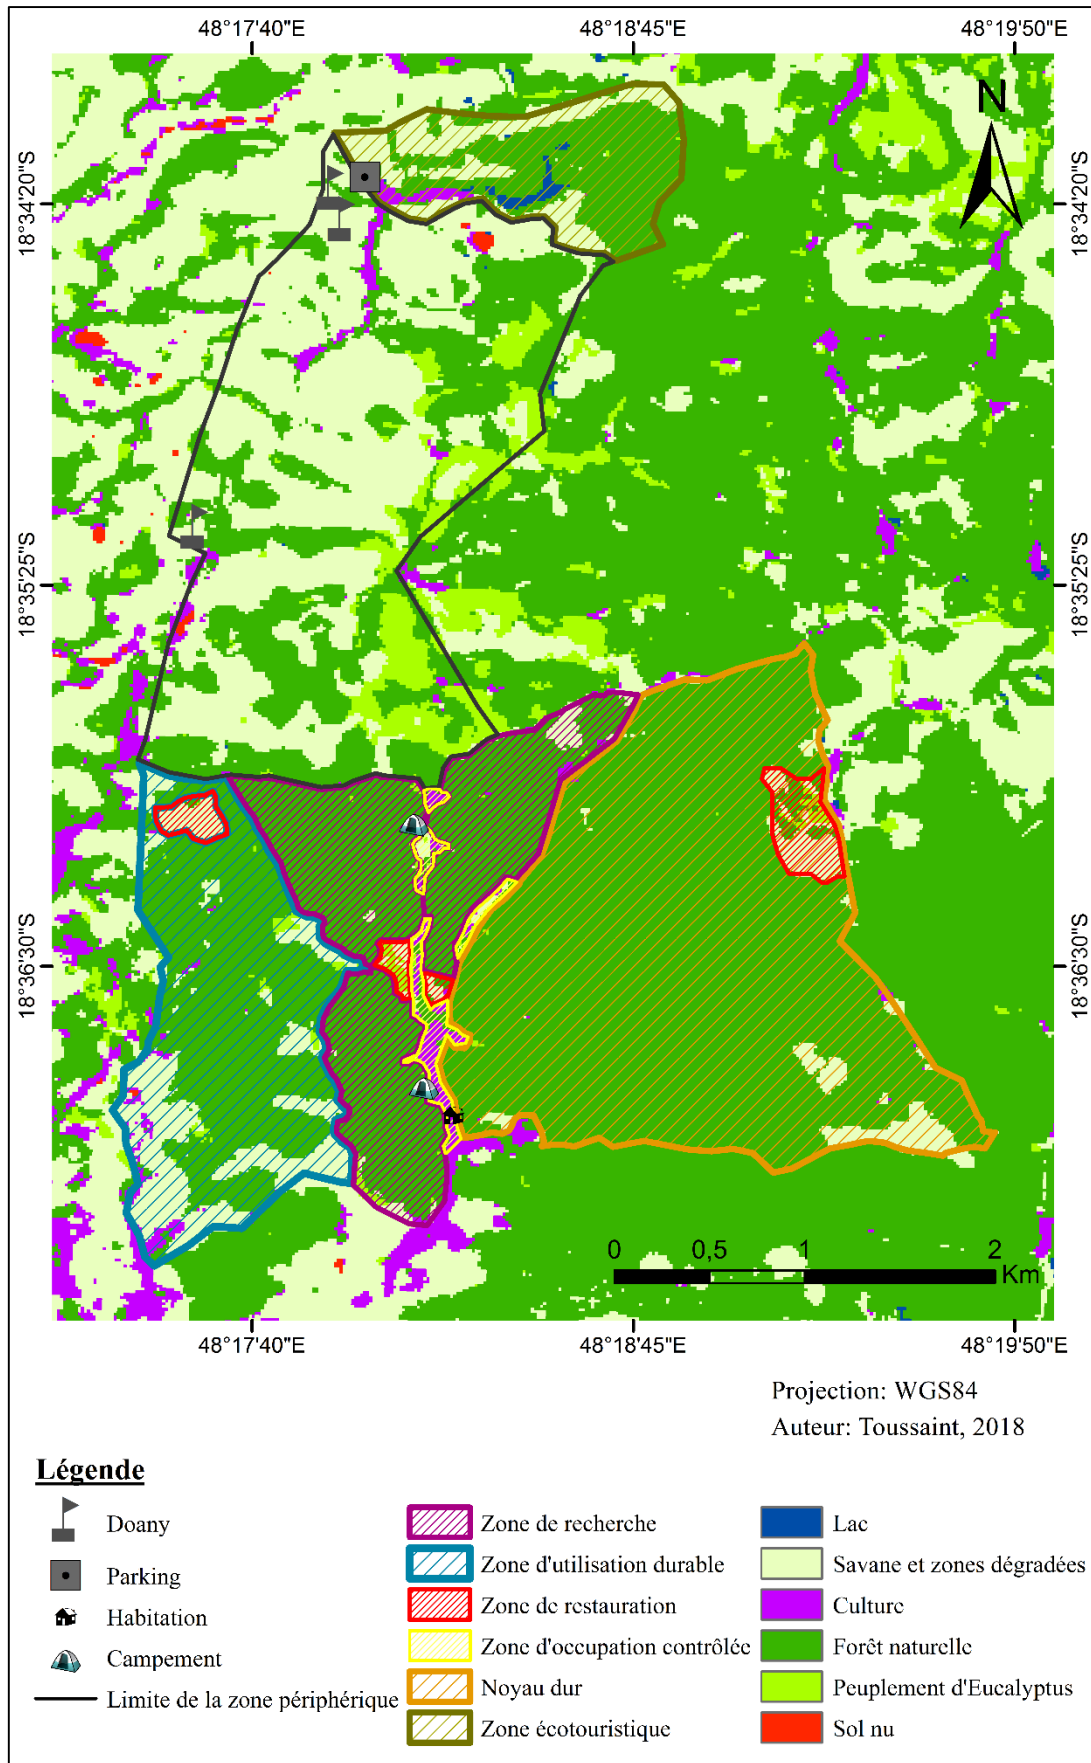 48°17'40"E 48°18'45"E 48°19'50"E
N
18°34'20"S 18°34'20"S
18°35'25"S 18°35'25"S
18°36'30"S 18°36'30"S
0 0,5 1 2
Km
48°17'40"E 48°18'45"E 48°19'50"E
Projection: WGS84
Auteur: Toussaint, 2018
Légende
Doany
Parking
Habitation
Campement
Limite de la zone périphérique
Zone de recherche
Zone d'utilisation durable
Zone de restauration
Zone d'occupation contrôlée
Noyau dur
Zone écotouristique
Lac
Savane et zones dégradées
Culture
Forêt naturelle
Peuplement d'Eucalyptus
Sol nu